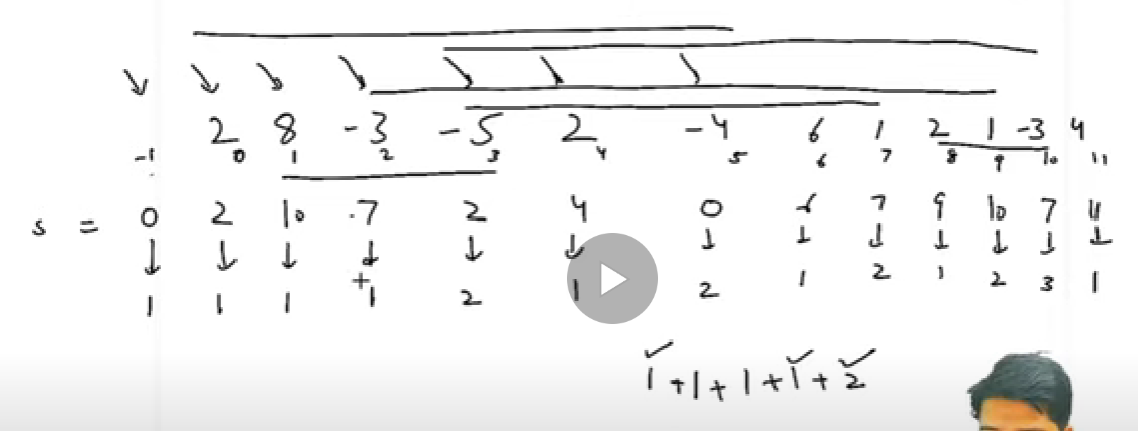 2 8 -3 -5 2 -4 6 1 2 1 -3 4
-1 0 1 2 3 4 5 6 7 8 9 10 11
s = 0 2 10 7 2 4 0 6 7 9 10 7 11
1 1 1 +1 2 1 2 1 2 1 2 3 1
1+1+1+1+2